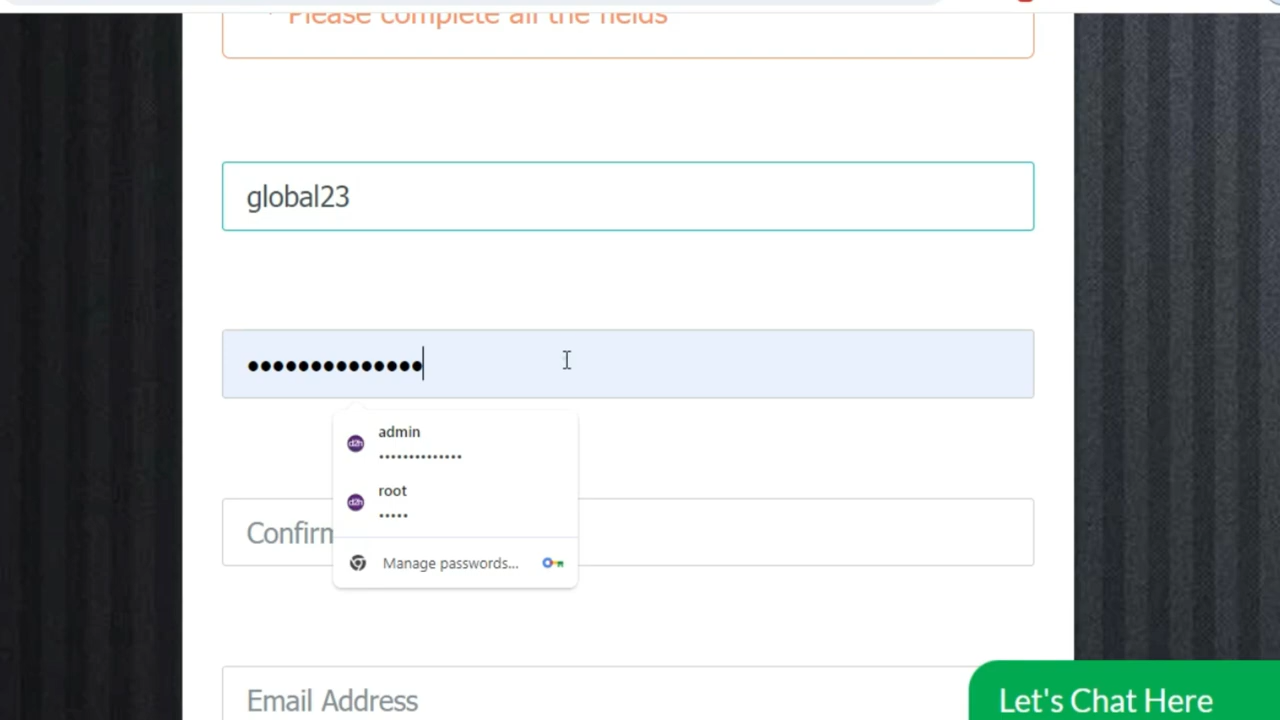 Please complete all the fields
global23
••••••••••••••
admin
••••••••••••••
root
•••••
Manage passwords...
Confirm
Email Address
Let's Chat Here